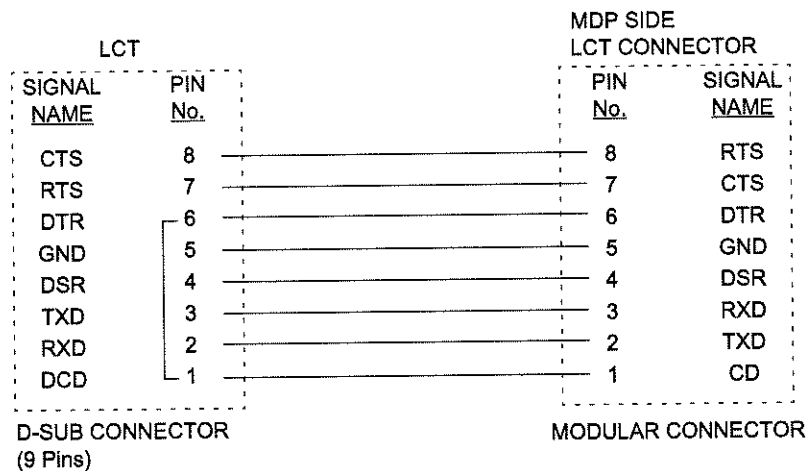 LCT
MDP SIDE
LCT CONNECTOR
SIGNAL NAME PIN No. PIN No. SIGNAL NAME
CTS 8 8 RTS
RTS 7 7 CTS
DTR 6 6 DTR
GND 5 5 GND
DSR 4 4 DSR
TXD 3 3 RXD
RXD 2 2 TXD
DCD 1 1 CD
D-SUB CONNECTOR
(9 Pins)
MODULAR CONNECTOR